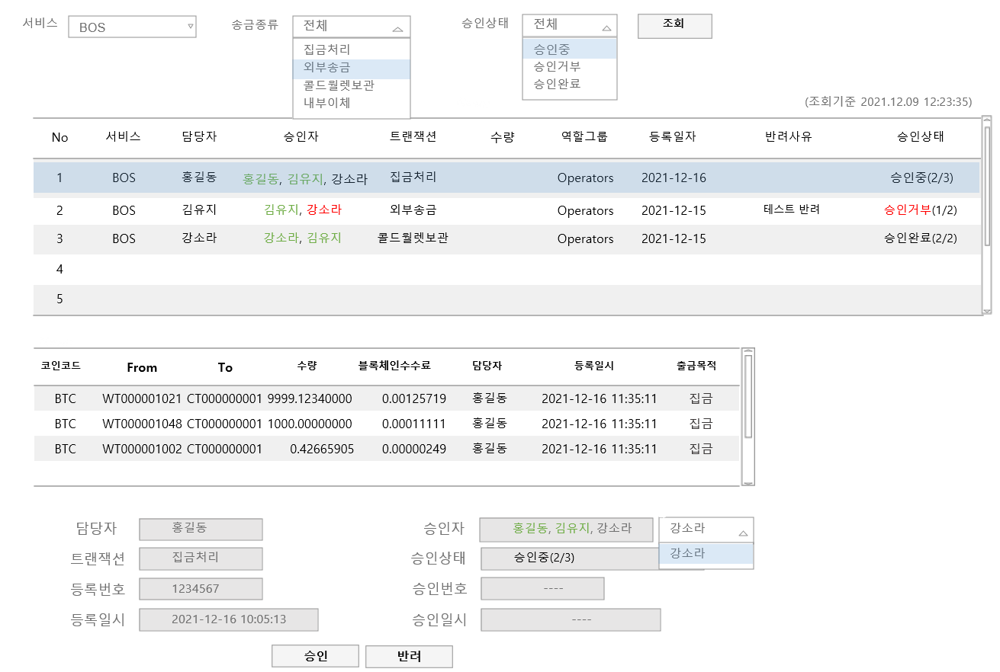 서비스 BOS 송금종류 전체 승인상태 전체 조회
집금처리 승인중
외부송금 승인거부
콜드월렛보관 승인완료
내부이체
(조회기준 2021.12.09 12:23:35)
No 서비스 담당자 승인자 트랜잭션 수량 역할그룹 등록일자 반려사유 승인상태
1 BOS 홍길동 홍길동, 김유지, 강소라 집금처리 Operators 2021-12-16 승인중(2/3)
2 BOS 김유지 김유지, 강소라 외부송금 Operators 2021-12-15 테스트 반려 승인거부(1/2)
3 BOS 강소라 강소라, 김유지 콜드월렛보관 Operators 2021-12-15 승인완료(2/2)
4
5
코인코드 From To 수량 블록체인수수료 담당자 등록일시 출금목적
BTC WT000001021 CT000000001 9999.12340000 0.00125719 홍길동 2021-12-16 11:35:11 집금
BTC WT000001048 CT000000001 1000.00000000 0.00011111 홍길동 2021-12-16 11:35:11 집금
BTC WT000001002 CT000000001 0.42665905 0.00000249 홍길동 2021-12-16 11:35:11 집금
담당자 홍길동 승인자 홍길동, 김유지, 강소라 강소라
트랜잭션 집금처리 승인상태 승인중(2/3) 강소라
등록번호 1234567 승인번호 ----
등록일시 2021-12-16 10:05:13 승인일시 ----
승인 반려